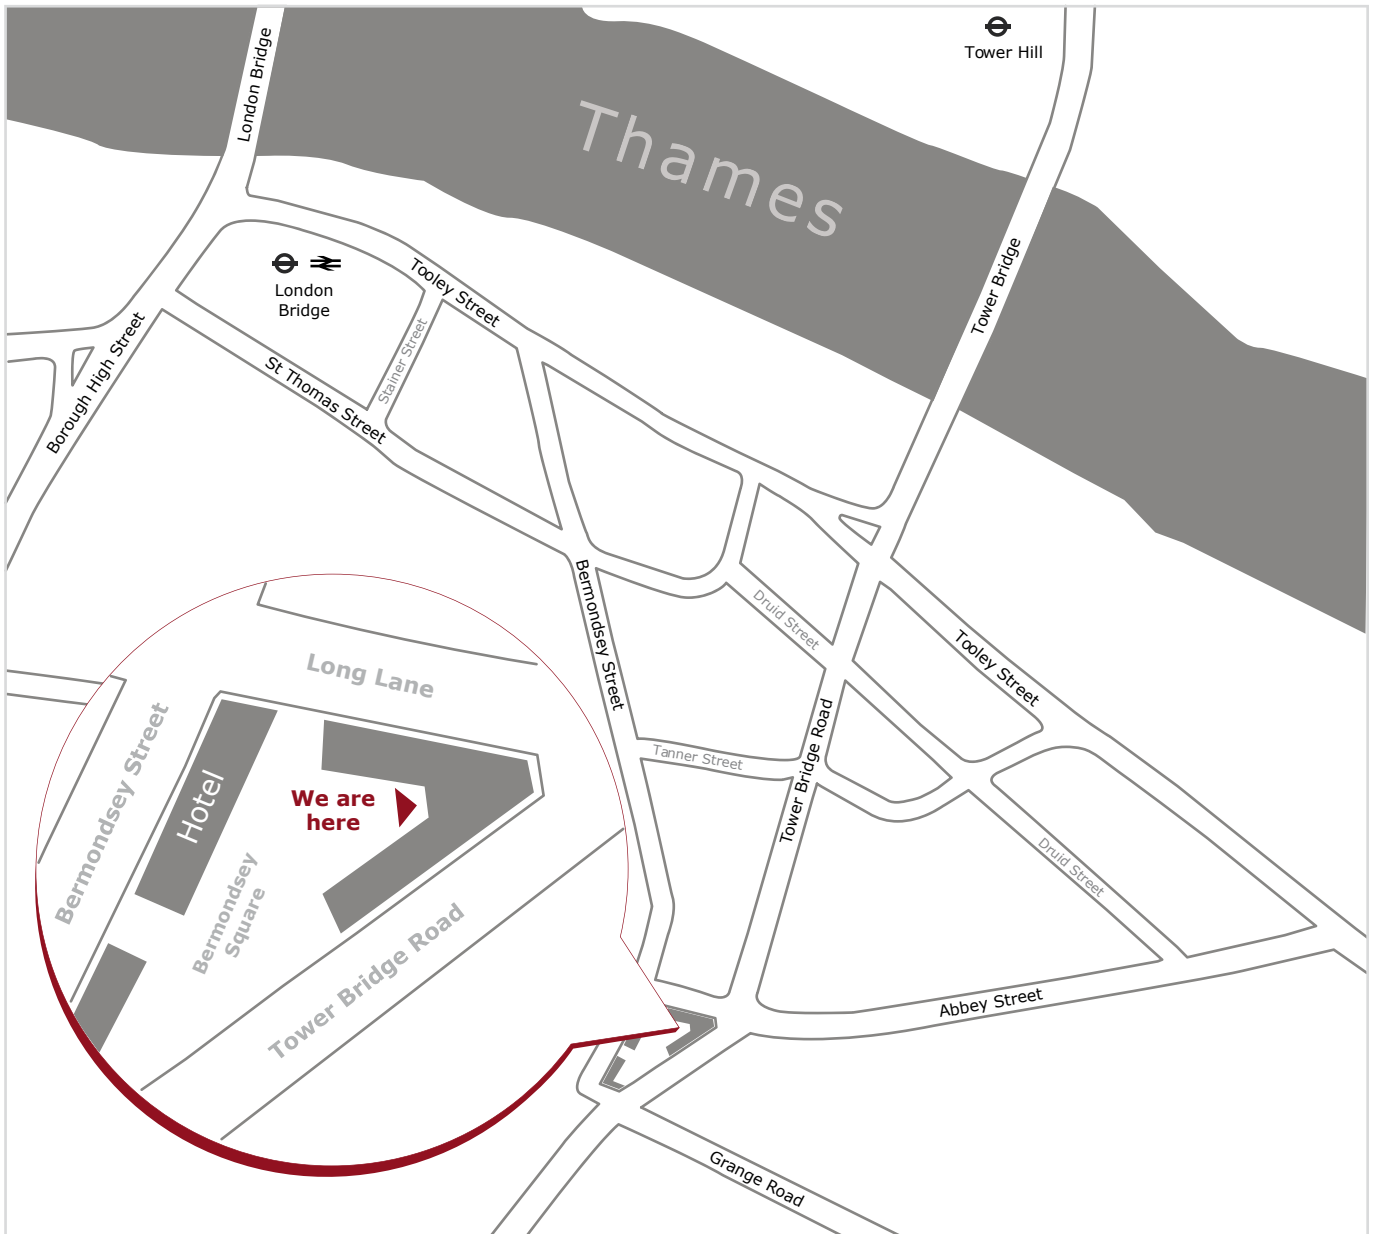 Tower Hill
London Bridge
Thames
Tower Bridge
London
Bridge
Tooley Street
Stainer Street
Borough High Street
St Thomas Street
Bermondsey Street
Druid Street
Tooley Street
Tanner Street
Tower Bridge Road
Druid Street
Abbey Street
Grange Road
Long Lane
Bermondsey Street
Hotel
We are
here
Bermondsey
Square
Tower Bridge Road